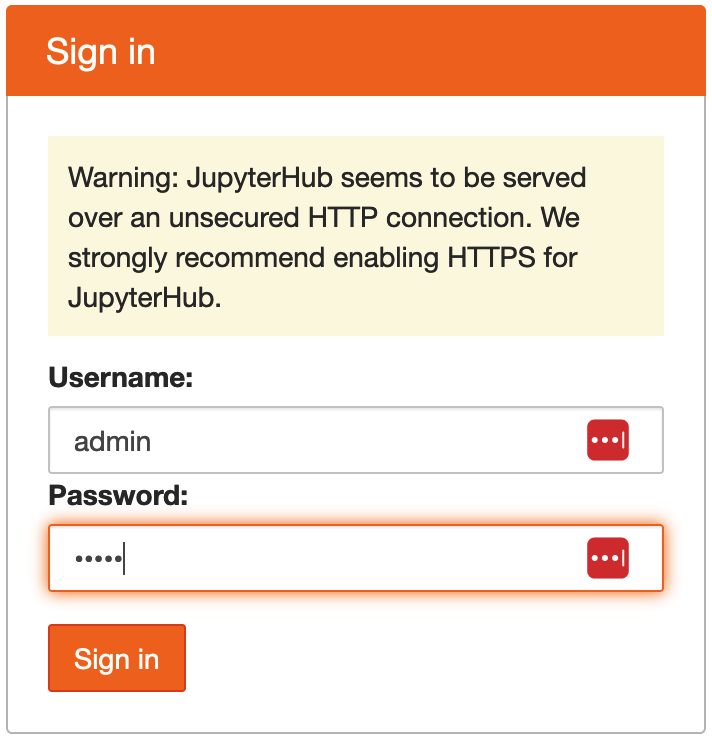 Sign in
Warning: JupyterHub seems to be served
over an unsecured HTTP connection. We
strongly recommend enabling HTTPS for
JupyterHub.
Username:
admin
Password:
•••••
Sign in